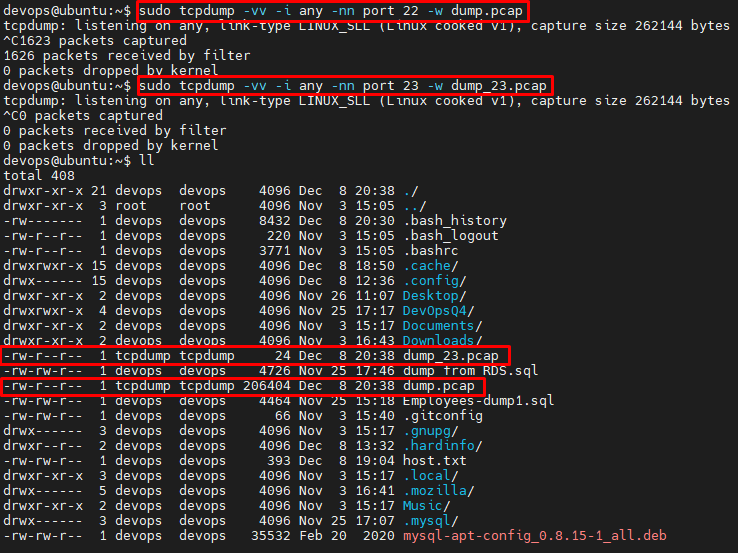 devops@ubuntu:~$ sudo tcpdump -vv -i any -nn port 22 -w dump.pcap
tcpdump: listening on any, link-type LINUX_SLL (Linux cooked v1), capture size 262144 bytes
^C1623 packets captured
1626 packets received by filter
0 packets dropped by kernel
devops@ubuntu:~$ sudo tcpdump -vv -i any -nn port 23 -w dump_23.pcap
tcpdump: listening on any, link-type LINUX_SLL (Linux cooked v1), capture size 262144 bytes
^C0 packets captured
0 packets received by filter
0 packets dropped by kernel
devops@ubuntu:~$ ll
total 408
drwxr-xr-x 21 devops  devops    4096 Dec  8 20:38 ./
drwxr-xr-x  3 root    root      4096 Nov  3 15:05 ../
-rw-------  1 devops  devops    8432 Dec  8 20:30 .bash_history
-rw-r--r--  1 devops  devops     220 Nov  3 15:05 .bash_logout
-rw-r--r--  1 devops  devops    3771 Nov  3 15:05 .bashrc
drwxrwxr-x 15 devops  devops    4096 Dec  8 18:50 .cache/
drwx------ 15 devops  devops    4096 Dec  8 12:36 .config/
drwxr-xr-x  2 devops  devops    4096 Nov 26 11:07 Desktop/
drwxrwxr-x  4 devops  devops    4096 Nov 25 17:17 DevOpsQ4/
drwxr-xr-x  2 devops  devops    4096 Nov  3 15:17 Documents/
drwxr-xr-x  2 devops  devops    4096 Nov  3 16:43 Downloads/
-rw-r--r--  1 tcpdump tcpdump     24 Dec  8 20:38 dump_23.pcap
-rw-rw-r--  1 devops  devops    4726 Nov 25 17:46 dump from RDS.sql
-rw-r--r--  1 tcpdump tcpdump 206404 Dec  8 20:38 dump.pcap
-rw-rw-r--  1 devops  devops    4464 Nov 25 15:18 Employees-dump1.sql
-rw-rw-r--  1 devops  devops      66 Nov  3 15:40 .gitconfig
drwx------  3 devops  devops    4096 Nov  3 15:17 .gnupg/
drwxr--r--  2 devops  devops    4096 Dec  8 13:32 .hardinfo/
-rw-rw-r--  1 devops  devops     393 Dec  8 19:04 host.txt
drwxr-xr-x  3 devops  devops    4096 Nov  3 15:17 .local/
drwx------  5 devops  devops    4096 Nov  3 16:41 .mozilla/
drwxr-xr-x  2 devops  devops    4096 Nov  3 15:17 Music/
drwx------  3 devops  devops    4096 Nov 25 17:07 .mysql/
-rw-rw-r--  1 devops  devops   35532 Feb 20  2020 mysql-apt-config_0.8.15-1_all.deb